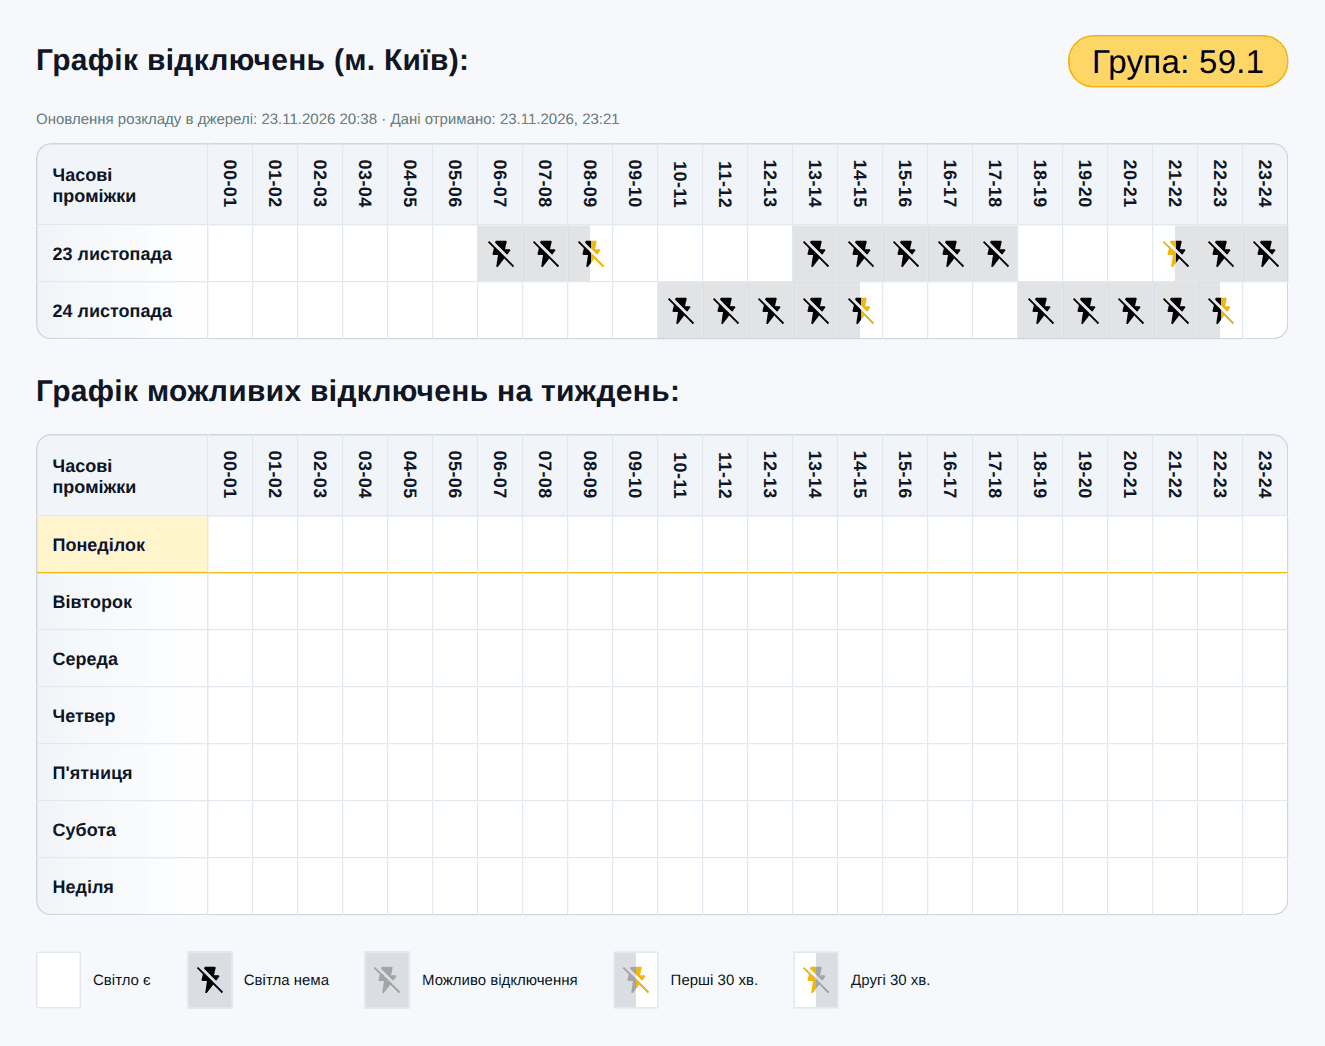 Графік відключень (м. Київ):
Група: 59.1
Оновлення розкладу в джерелі: 23.11.2026 20:38 · Дані отримано: 23.11.2026, 23:21
Часові
проміжки
00-01 01-02 02-03 03-04 04-05 05-06 06-07 07-08 08-09 09-10 10-11 11-12 12-13 13-14 14-15 15-16 16-17 17-18 18-19 19-20 20-21 21-22 22-23 23-24
23 листопада
24 листопада
Графік можливих відключень на тиждень:
Часові
проміжки
00-01 01-02 02-03 03-04 04-05 05-06 06-07 07-08 08-09 09-10 10-11 11-12 12-13 13-14 14-15 15-16 16-17 17-18 18-19 19-20 20-21 21-22 22-23 23-24
Понеділок
Вівторок
Середа
Четвер
П'ятниця
Субота
Неділя
Світло є
Світла нема
Можливо відключення
Перші 30 хв.
Другі 30 хв.